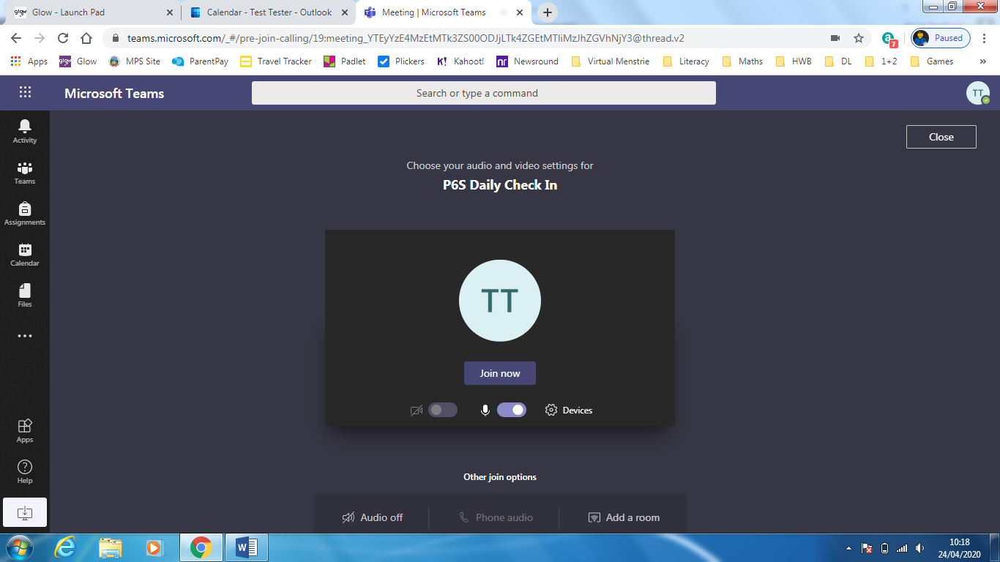 Glow - Launch Pad
Calendar - Test Tester - Outlook
Meeting | Microsoft Teams
teams.microsoft.com/_#/pre-join-calling/19:meeting_YTEyYzE4MzEtMTk3ZS00ODJjLTk4ZGEtMTliMzJhZGVhNjY3@thread.v2
7
Paused
Apps
glow Glow
MPS Site
ParentPay
Travel Tracker
Padlet
Plickers
K! Kahoot!
nr Newsround
Virtual Menstrie
Literacy
Maths
HWB
DL
1+2
Games
Microsoft Teams
Search or type a command
TT
Activity
Teams
Assignments
Calendar
Files
Apps
Help
Close
Choose your audio and video settings for
P6S Daily Check In
TT
Join now
Devices
Other join options
Audio off
Phone audio
Add a room
10:18
24/04/2020